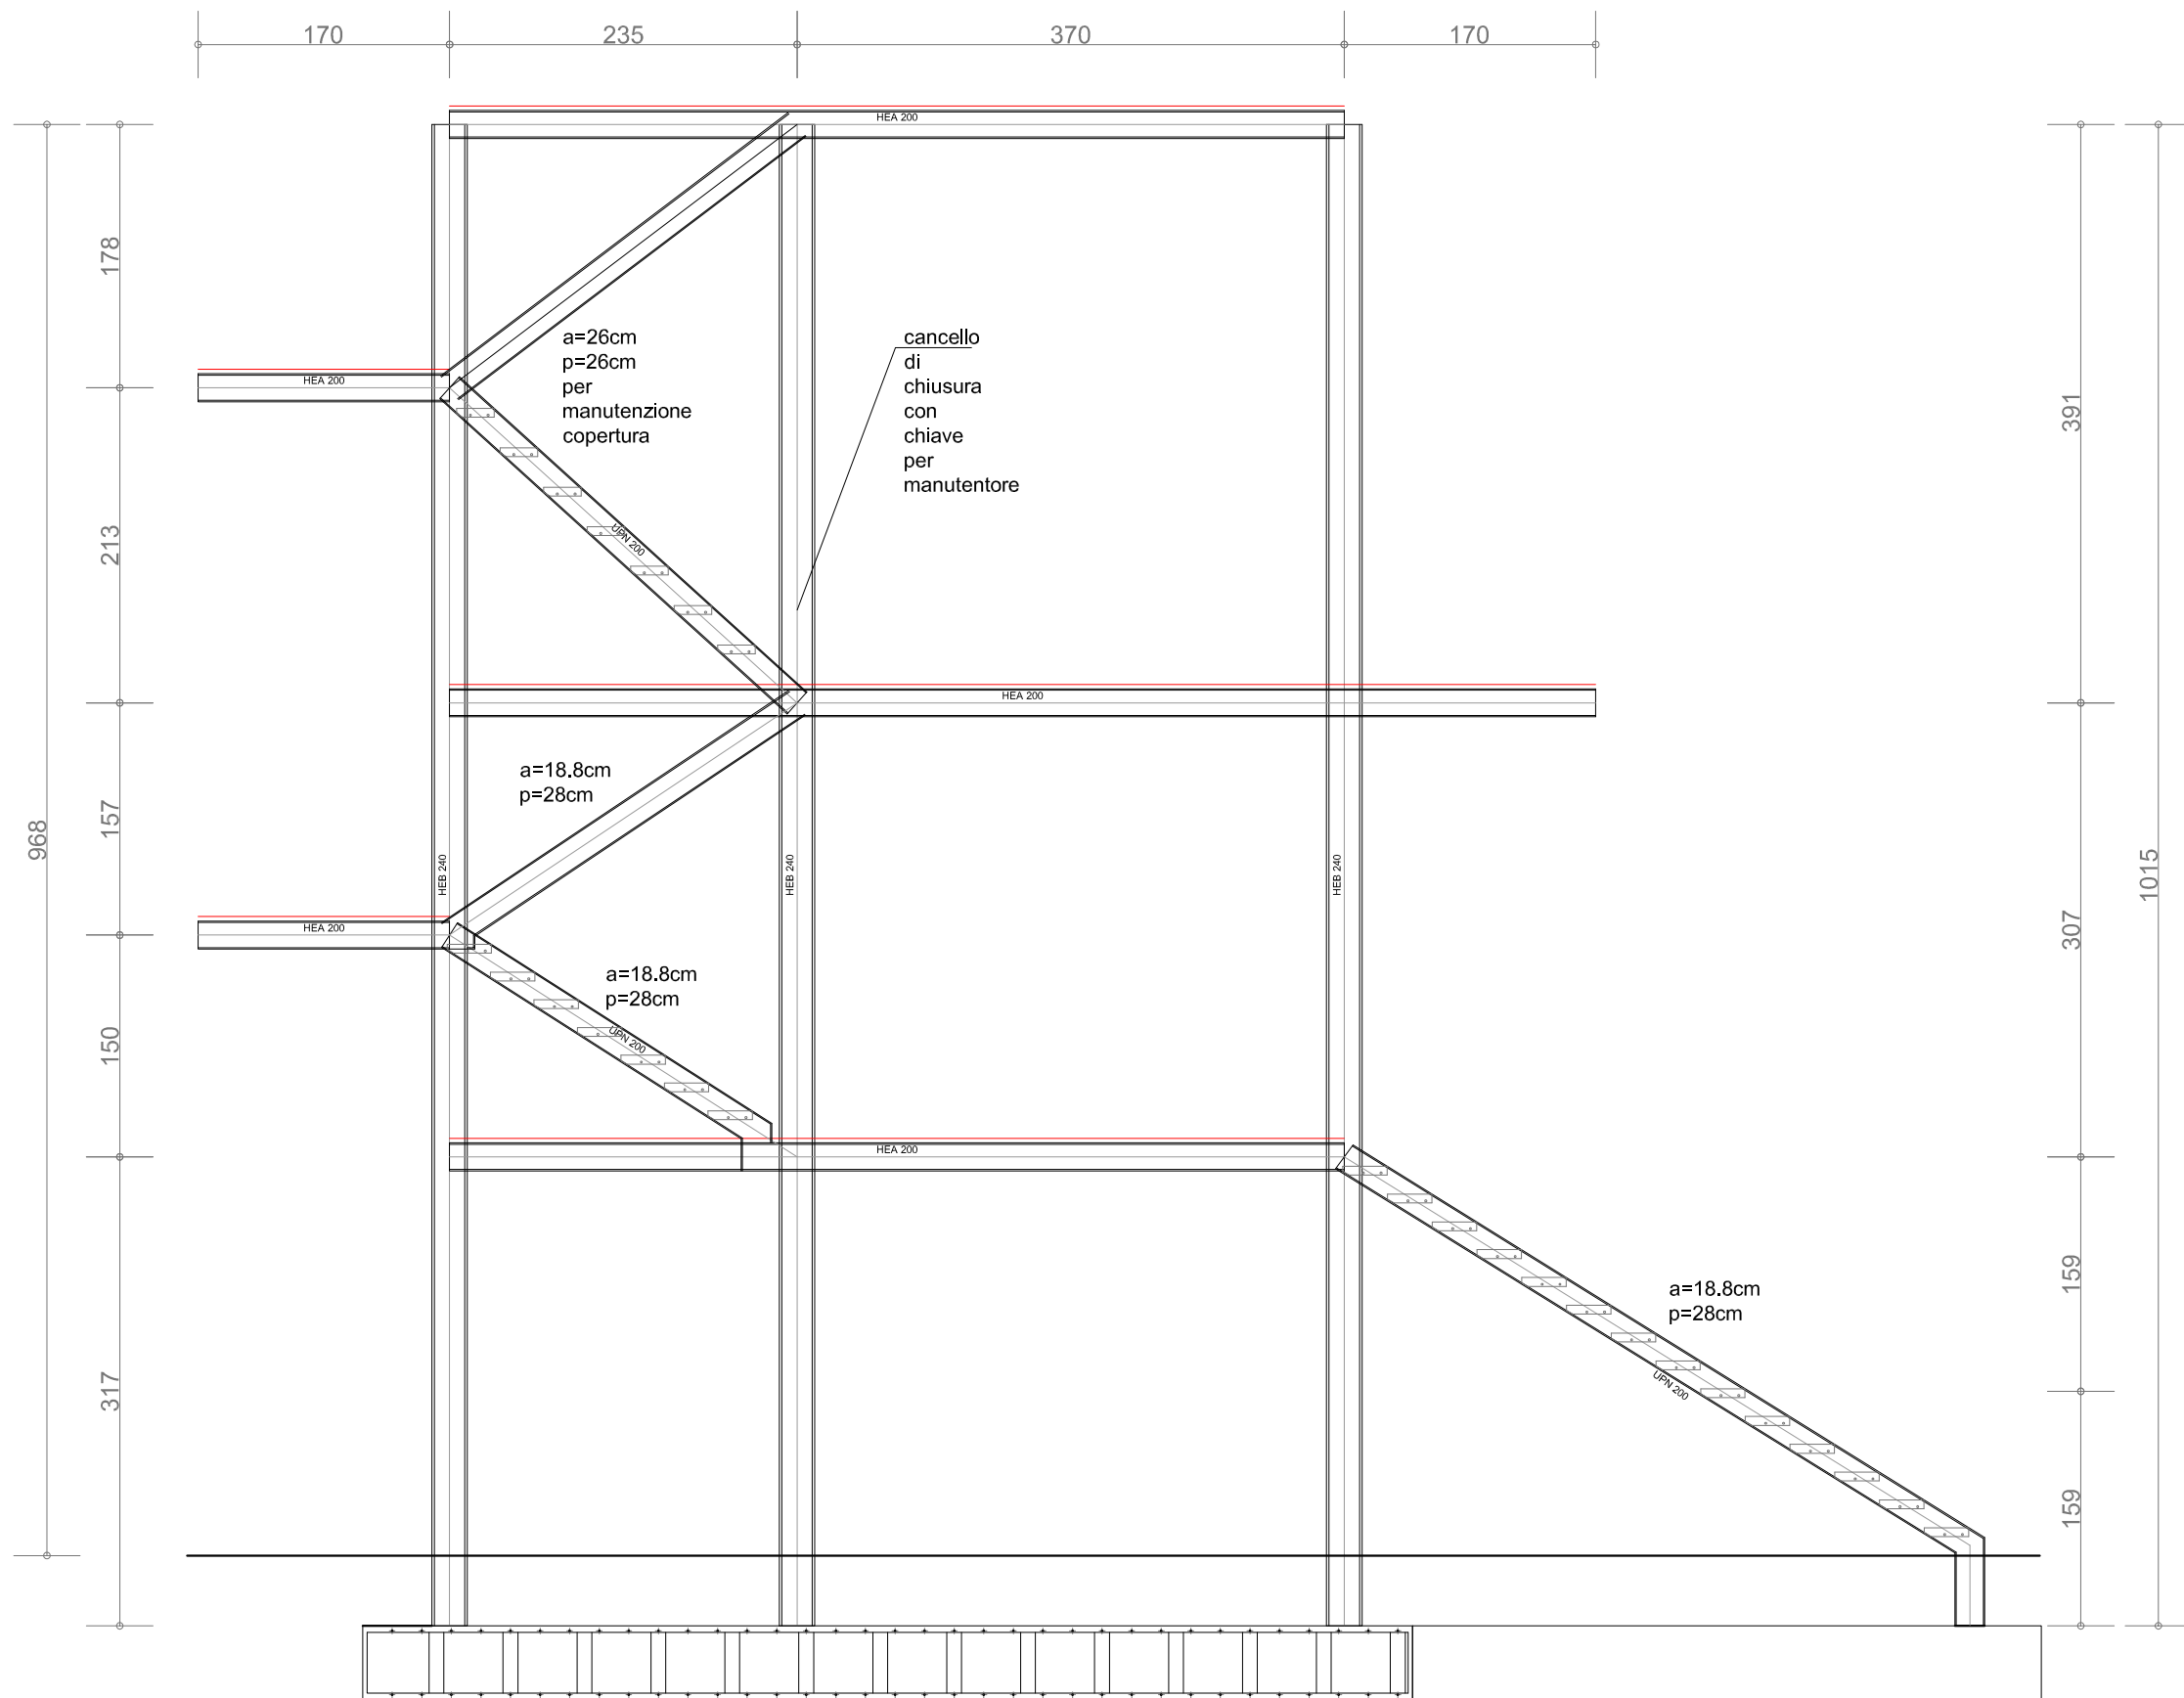 170
235
370
170
HEA 200
178
a=26cm
p=26cm
per
manutenzione
copertura
cancello
di
chiusura
con
chiave
per
manutentore
HEA 200
391
213
UPN 200
HEA 200
a=18.8cm
p=28cm
157
968
HEB 240
HEB 240
HEB 240
1015
307
HEA 200
a=18.8cm
p=28cm
150
UPN 200
HEA 200
159
a=18.8cm
p=28cm
317
UPN 200
159